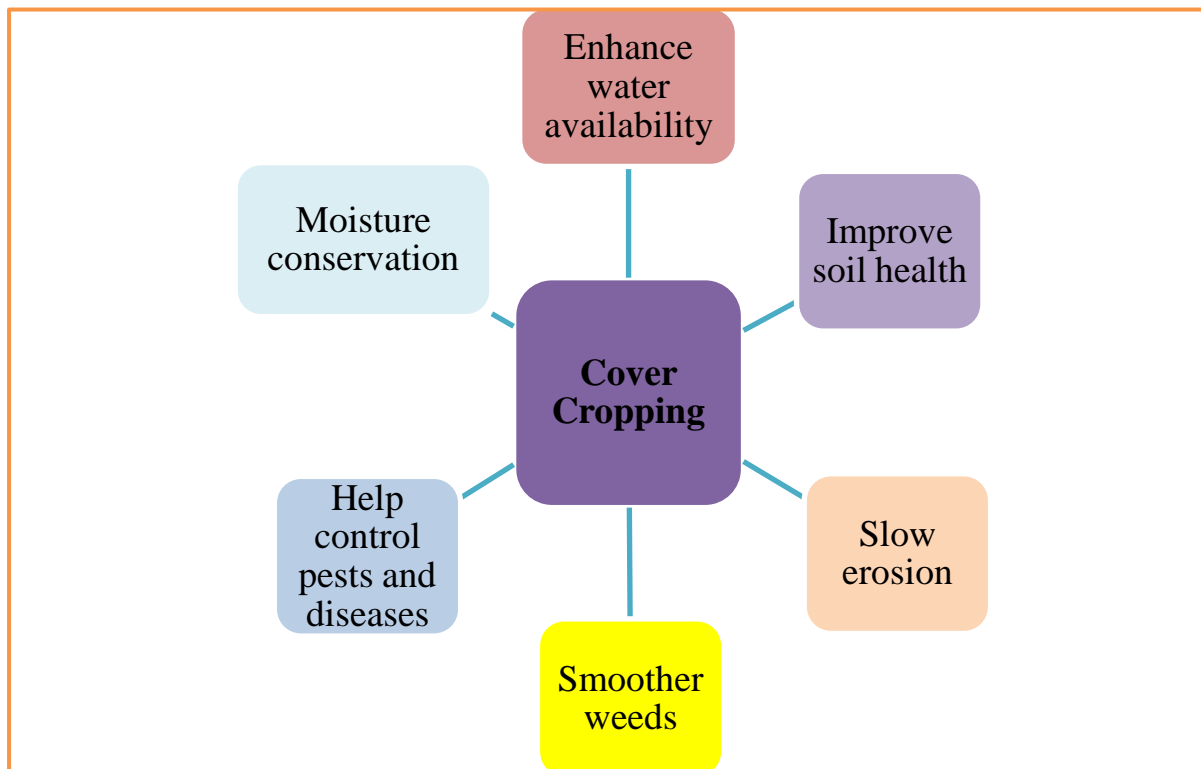 Enhance
water
availability
Moisture
conservation
Improve
soil health
Cover
Cropping
Help
control
pests and
diseases
Slow
erosion
Smoother
weeds